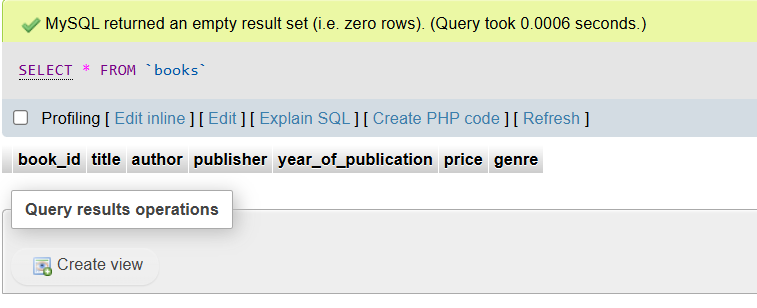 MySQL returned an empty result set (i.e. zero rows). (Query took 0.0006 seconds.)
SELECT * FROM `books`
Profiling [ Edit inline ] [ Edit ] [ Explain SQL ] [ Create PHP code ] [ Refresh ]
book_id title author publisher year_of_publication price genre
Query results operations
Create view